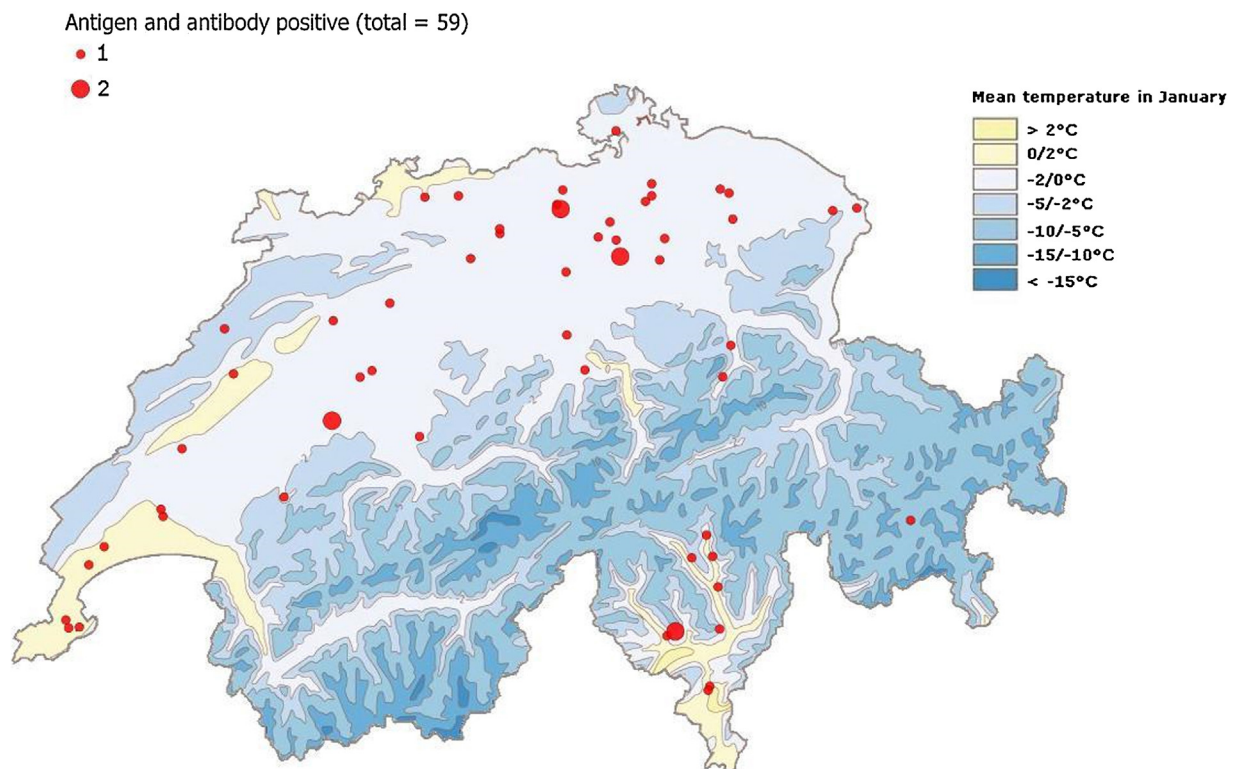 Antigen and antibody positive (total = 59)
1
2
Mean temperature in January
> 2°C
0/2°C
-2/0°C
-5/-2°C
-10/-5°C
-15/-10°C
< -15°C